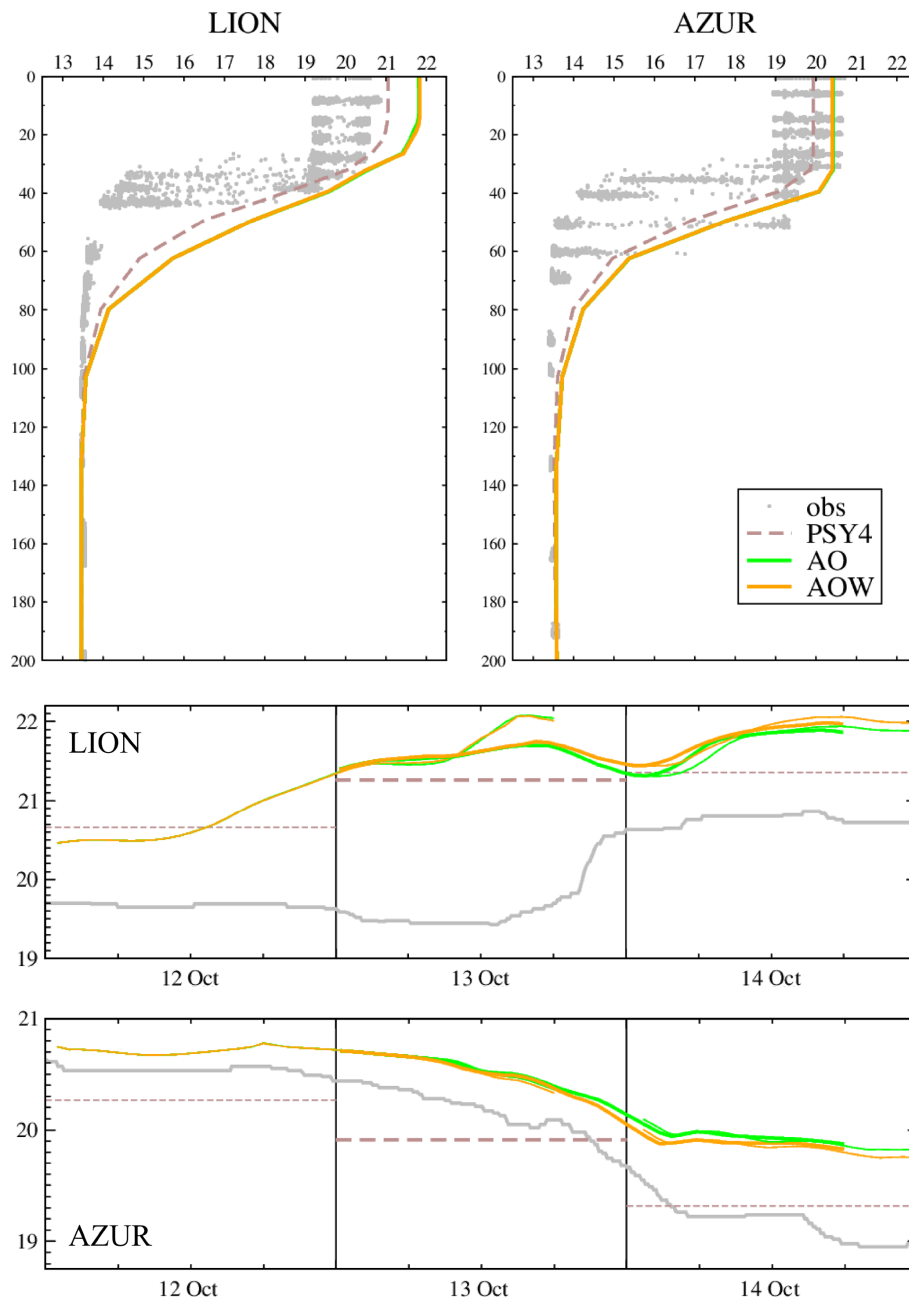 LION AZUR
13 14 15 16 17 18 19 20 21 22 13 14 15 16 17 18 19 20 21 22
0 0
20 20
40 40
60 60
80 80
100 100
120 120
140 140
160 160
180 180
200 200
obs
PSY4
AO
AOW
22
LION
21
20
19
12 Oct 13 Oct 14 Oct
21
20
19
AZUR
12 Oct 13 Oct 14 Oct